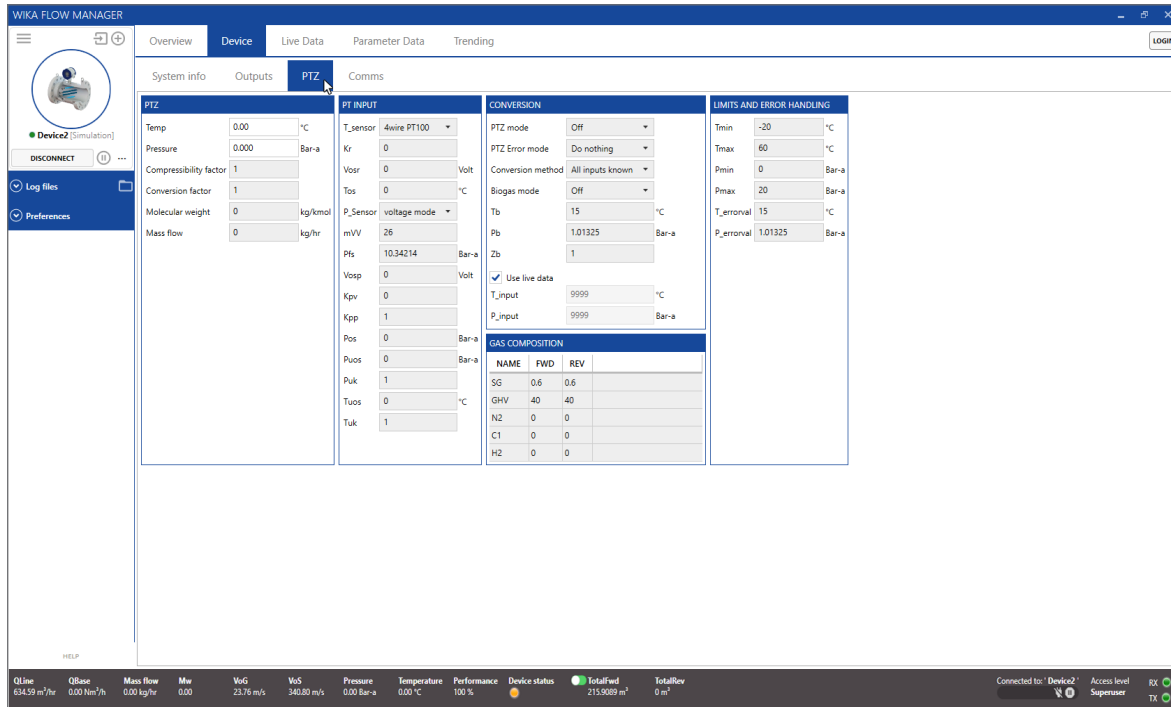 WIKA FLOW MANAGER
Overview Device Live Data Parameter Data Trending
LOGIN
System info Outputs PTZ Comms
Device2 [Simulation]
DISCONNECT ...
Log files
Preferences
HELP
PTZ
Temp 0.00 °C
Pressure 0.000 Bar-a
Compressibility factor 1
Conversion factor 1
Molecular weight 0 kg/kmol
Mass flow 0 kg/hr
PT INPUT
T_sensor 4wire PT100
Kr 0
Vosr 0 Volt
Tos 0 °C
P_Sensor voltage mode
mVV 26
Pfs 10.34214 Bar-a
Vosp 0 Volt
Kpv 0
Kpp 1
Pos 0 Bar-a
Puos 0 Bar-a
Puk 1
Tuos 0 °C
Tuk 1
CONVERSION
PTZ mode Off
PTZ Error mode Do nothing
Conversion method All inputs known
Biogas mode Off
Tb 15 °C
Pb 1.01325 Bar-a
Zb 1
Use live data
T_input 9999 °C
P_input 9999 Bar-a
GAS COMPOSITION
NAME FWD REV
SG 0.6 0.6
GHV 40 40
N2 0 0
C1 0 0
H2 0 0
LIMITS AND ERROR HANDLING
Tmin -20 °C
Tmax 60 °C
Pmin 0 Bar-a
Pmax 20 Bar-a
T_errorval 15 °C
P_errorval 1.01325 Bar-a
QLine QBase Mass flow Mw VoG VoS Pressure Temperature Performance Device status TotalFwd TotalRev Connected to: ' Device2 ' Access level RX
634.59 m³/hr 0.00 Nm³/h 0.00 kg/hr 0.00 23.76 m/s 340.80 m/s 0.00 Bar-a 0.00 °C 100 % 215.9089 m³ 0 m³ Superuser TX